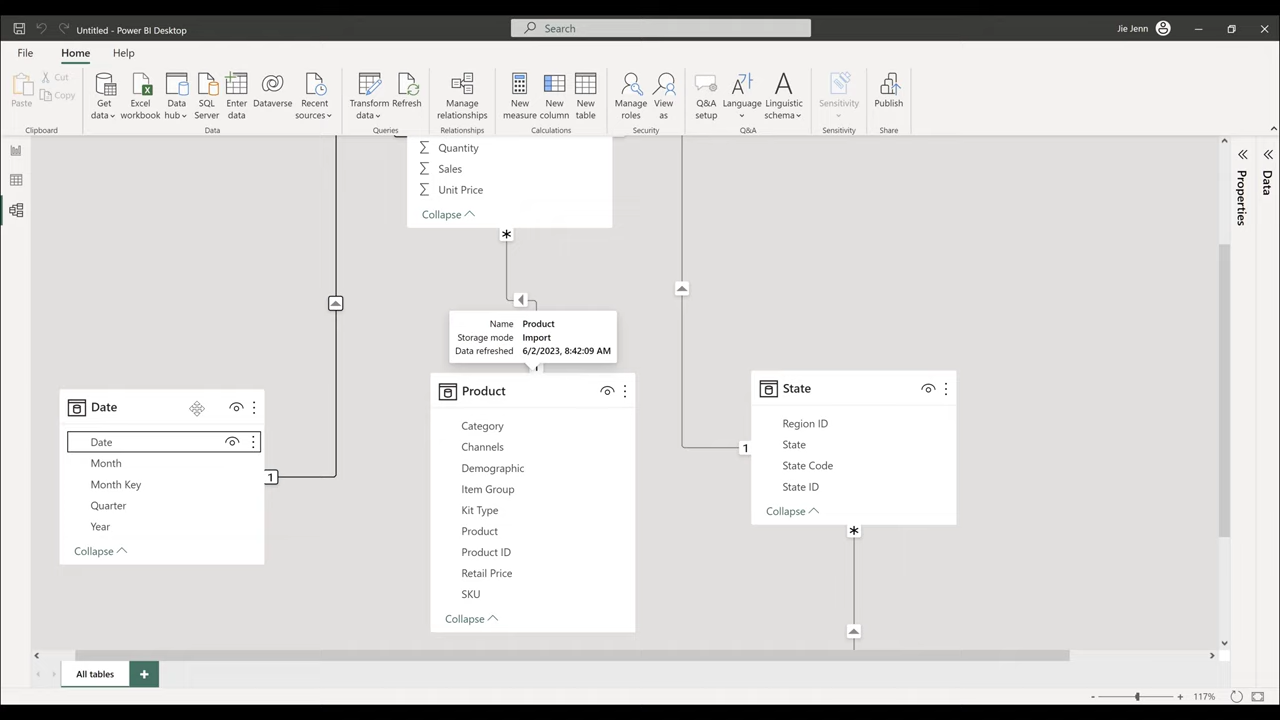 Untitled - Power BI Desktop
Search
Jie Jenn
File
Home
Help
Paste
Cut
Copy
Get data
Excel workbook
Data hub
SQL Server
Enter data
Dataverse
Recent sources
Transform data
Refresh
Manage relationships
New measure
New column
New table
Manage roles
View as
Q&A setup
Language
Linguistic schema
Sensitivity
Publish
Clipboard
Data
Queries
Relationships
Calculations
Security
Q&A
Sensitivity
Share
Quantity
Sales
Unit Price
Collapse
*
Name Product
Storage mode Import
Data refreshed 6/2/2023, 8:42:09 AM
Date
Date
Month
Month Key
Quarter
Year
Collapse
1
Product
Category
Channels
Demographic
Item Group
Kit Type
Product
Product ID
Retail Price
SKU
Collapse
State
Region ID
State
State Code
State ID
Collapse
1
*
Properties
Data
All tables
117%